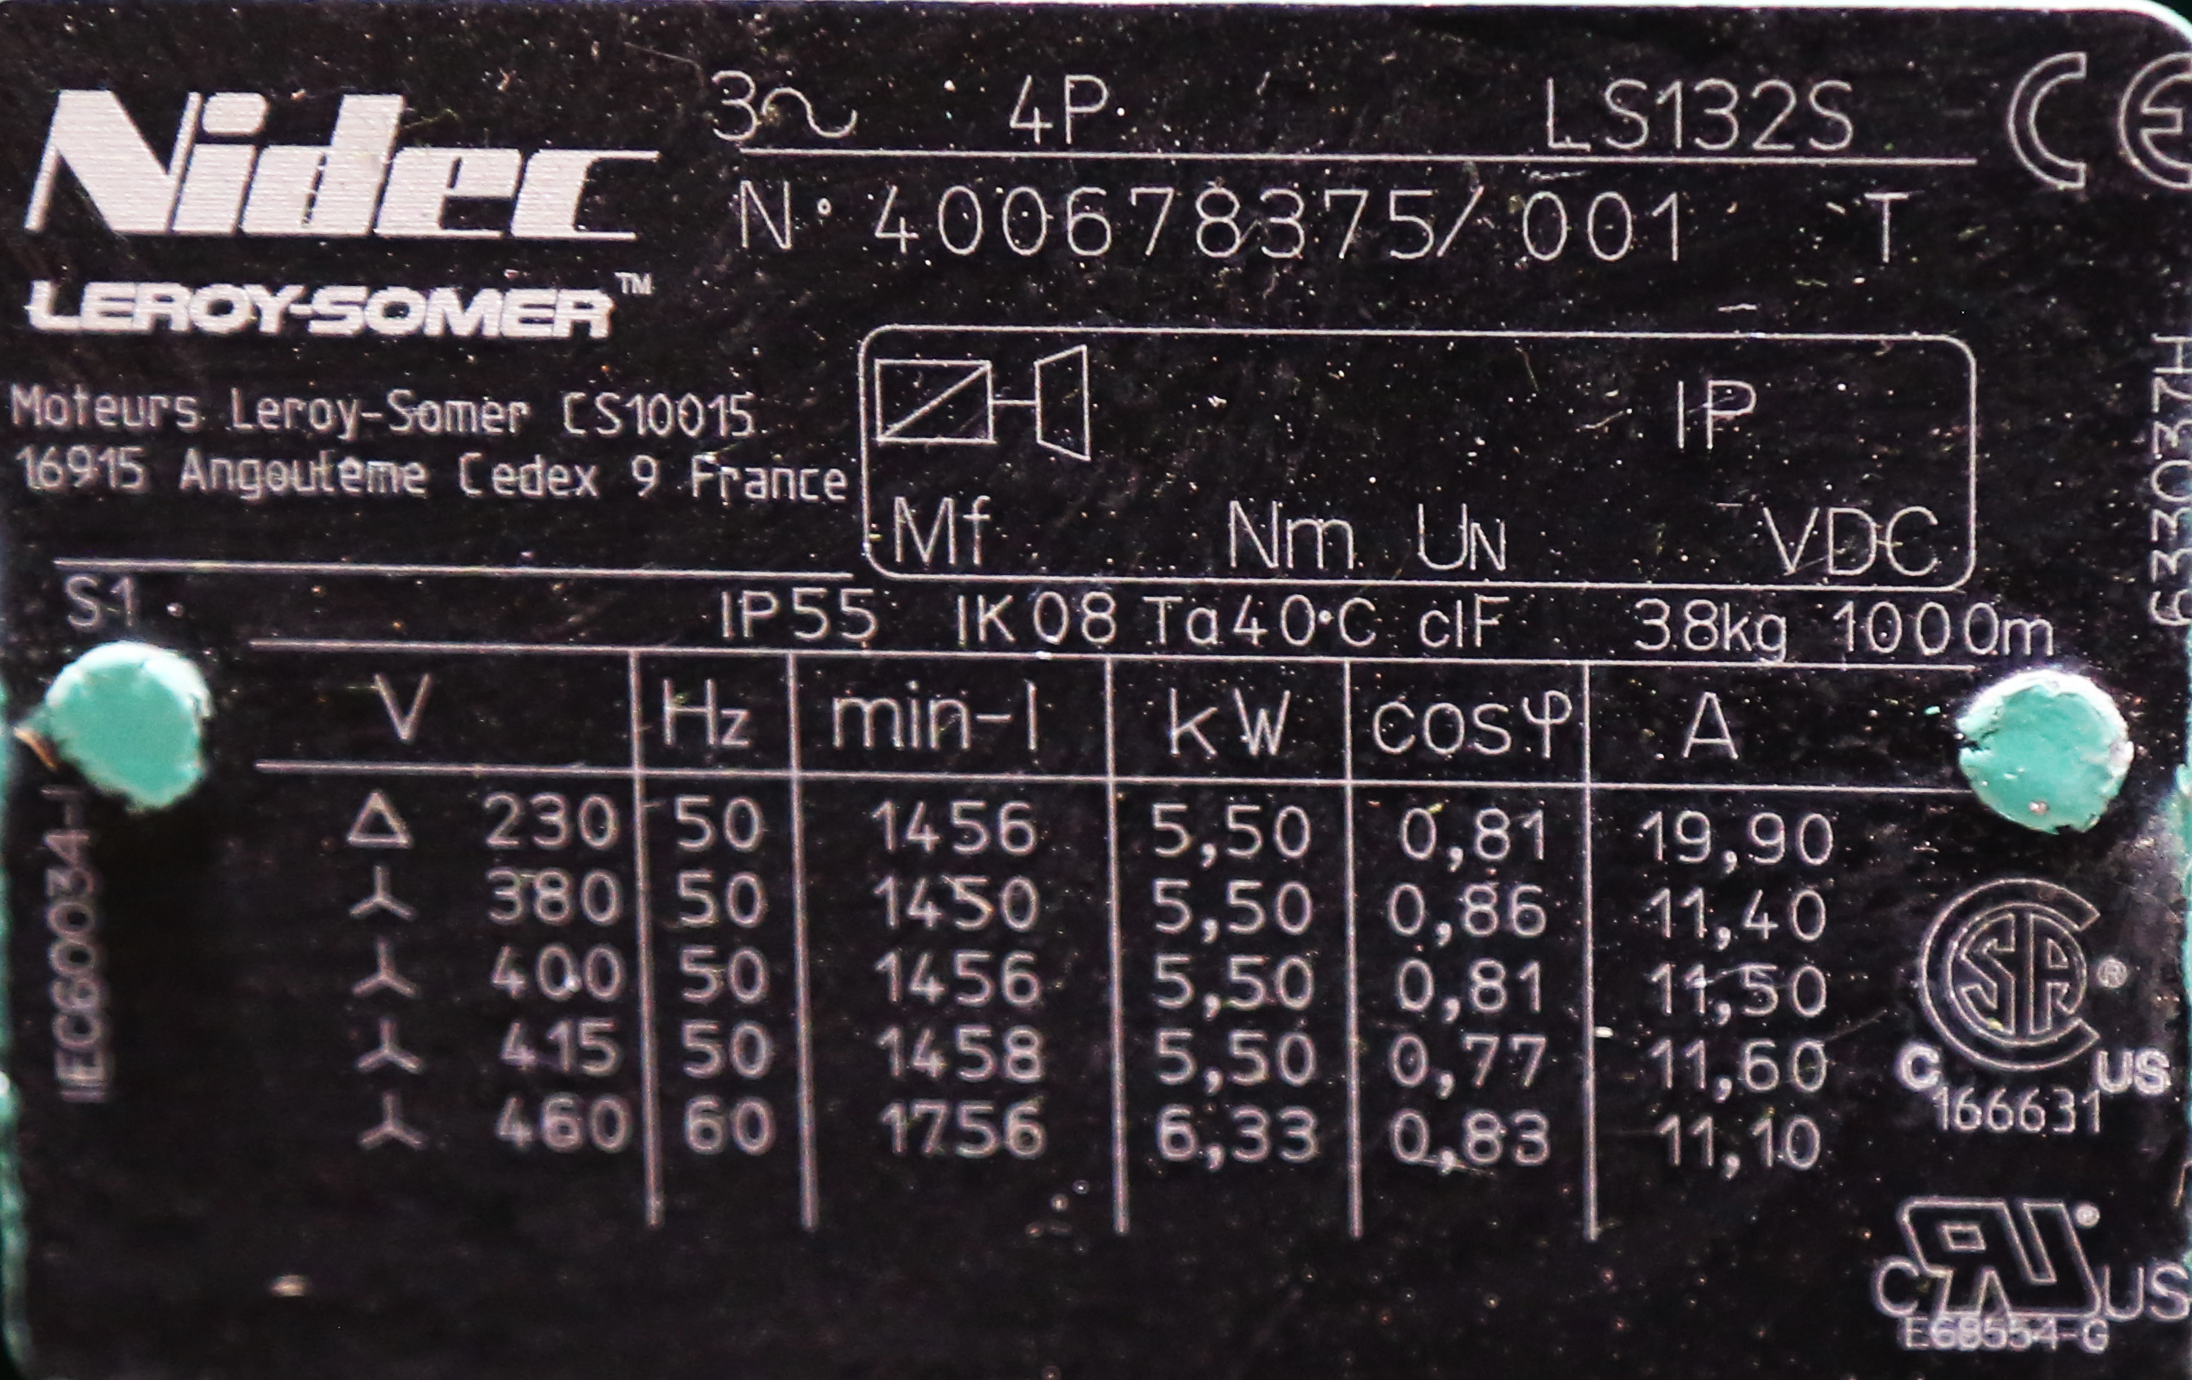 Nidec
LEROY-SOMER™
Moteurs Leroy-Somer CS10015
16915 Angoulême Cedex 9 France
3~ 4P LS132S CE
N° 400678375/001 T
IP
Mf Nm UN VDC
633037H
S1 IP55 IK08 Ta40°C clF 38kg 1000m
IEC60034-1
V Hz min-1 kW cosφ A
Δ 230 50 1456 5,50 0,81 19,90
⅄ 380 50 1450 5,50 0,86 11,40
⅄ 400 50 1456 5,50 0,81 11,50
⅄ 415 50 1458 5,50 0,77 11,60
⅄ 460 60 1756 6,33 0,83 11,10
CSA®
C US
166631
C RU® US
E68554-G